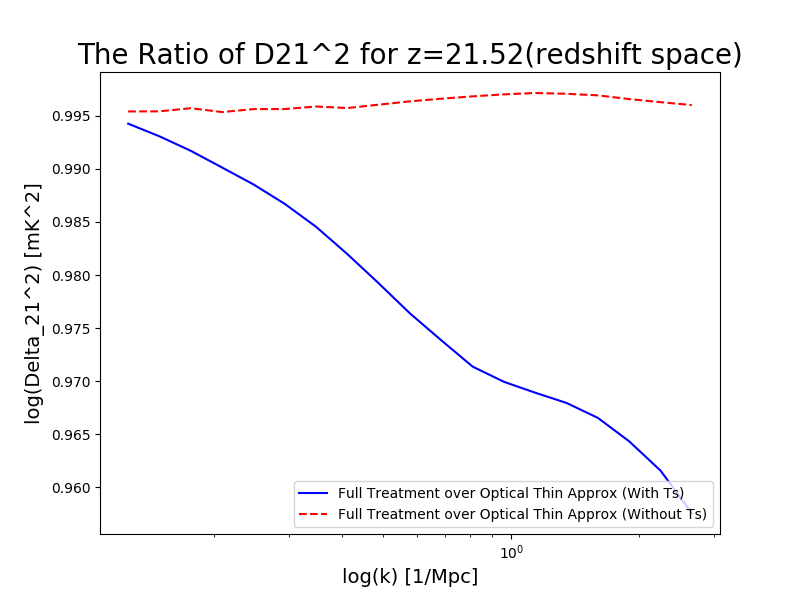 The Ratio of D21^2 for z=21.52(redshift space)
log(Delta_21^2) [mK^2]
0.995
0.990
0.985
0.980
0.975
0.970
0.965
0.960
Full Treatment over Optical Thin Approx (With Ts)
Full Treatment over Optical Thin Approx (Without Ts)
10^0
log(k) [1/Mpc]